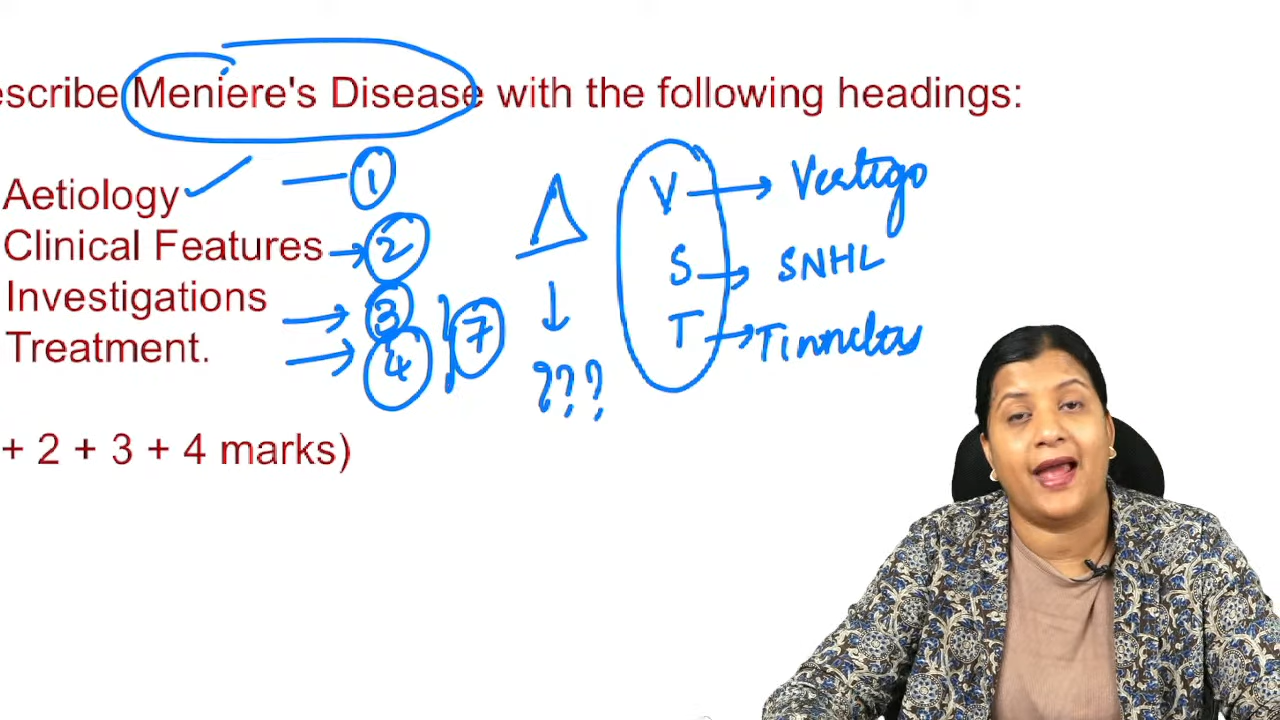 escribe Meniere's Disease with the following headings:
Aetiology 1
Clinical Features 2
Investigations 3
Treatment. 4
7
???
V Vertigo
S SNHL
T Tinnitus
+ 2 + 3 + 4 marks)